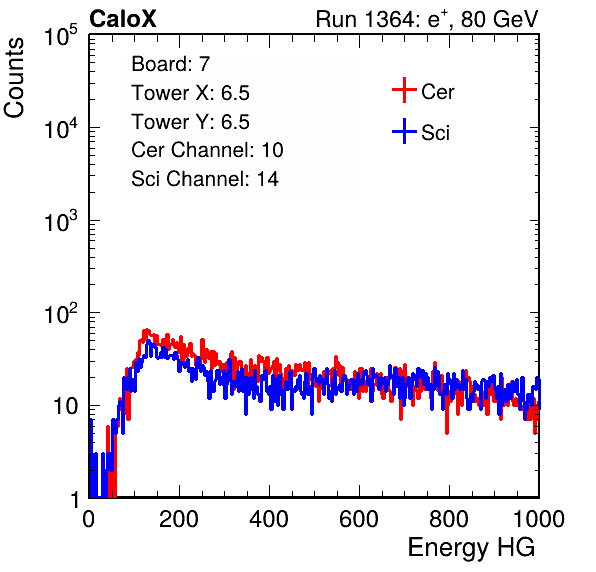 CaloX Run 1364: e+, 80 GeV
Board: 7
Tower X: 6.5
Tower Y: 6.5
Cer Channel: 10
Sci Channel: 14
Cer
Sci
Counts
10^5
10^4
10^3
10^2
10
1
0 200 400 600 800 1000
Energy HG